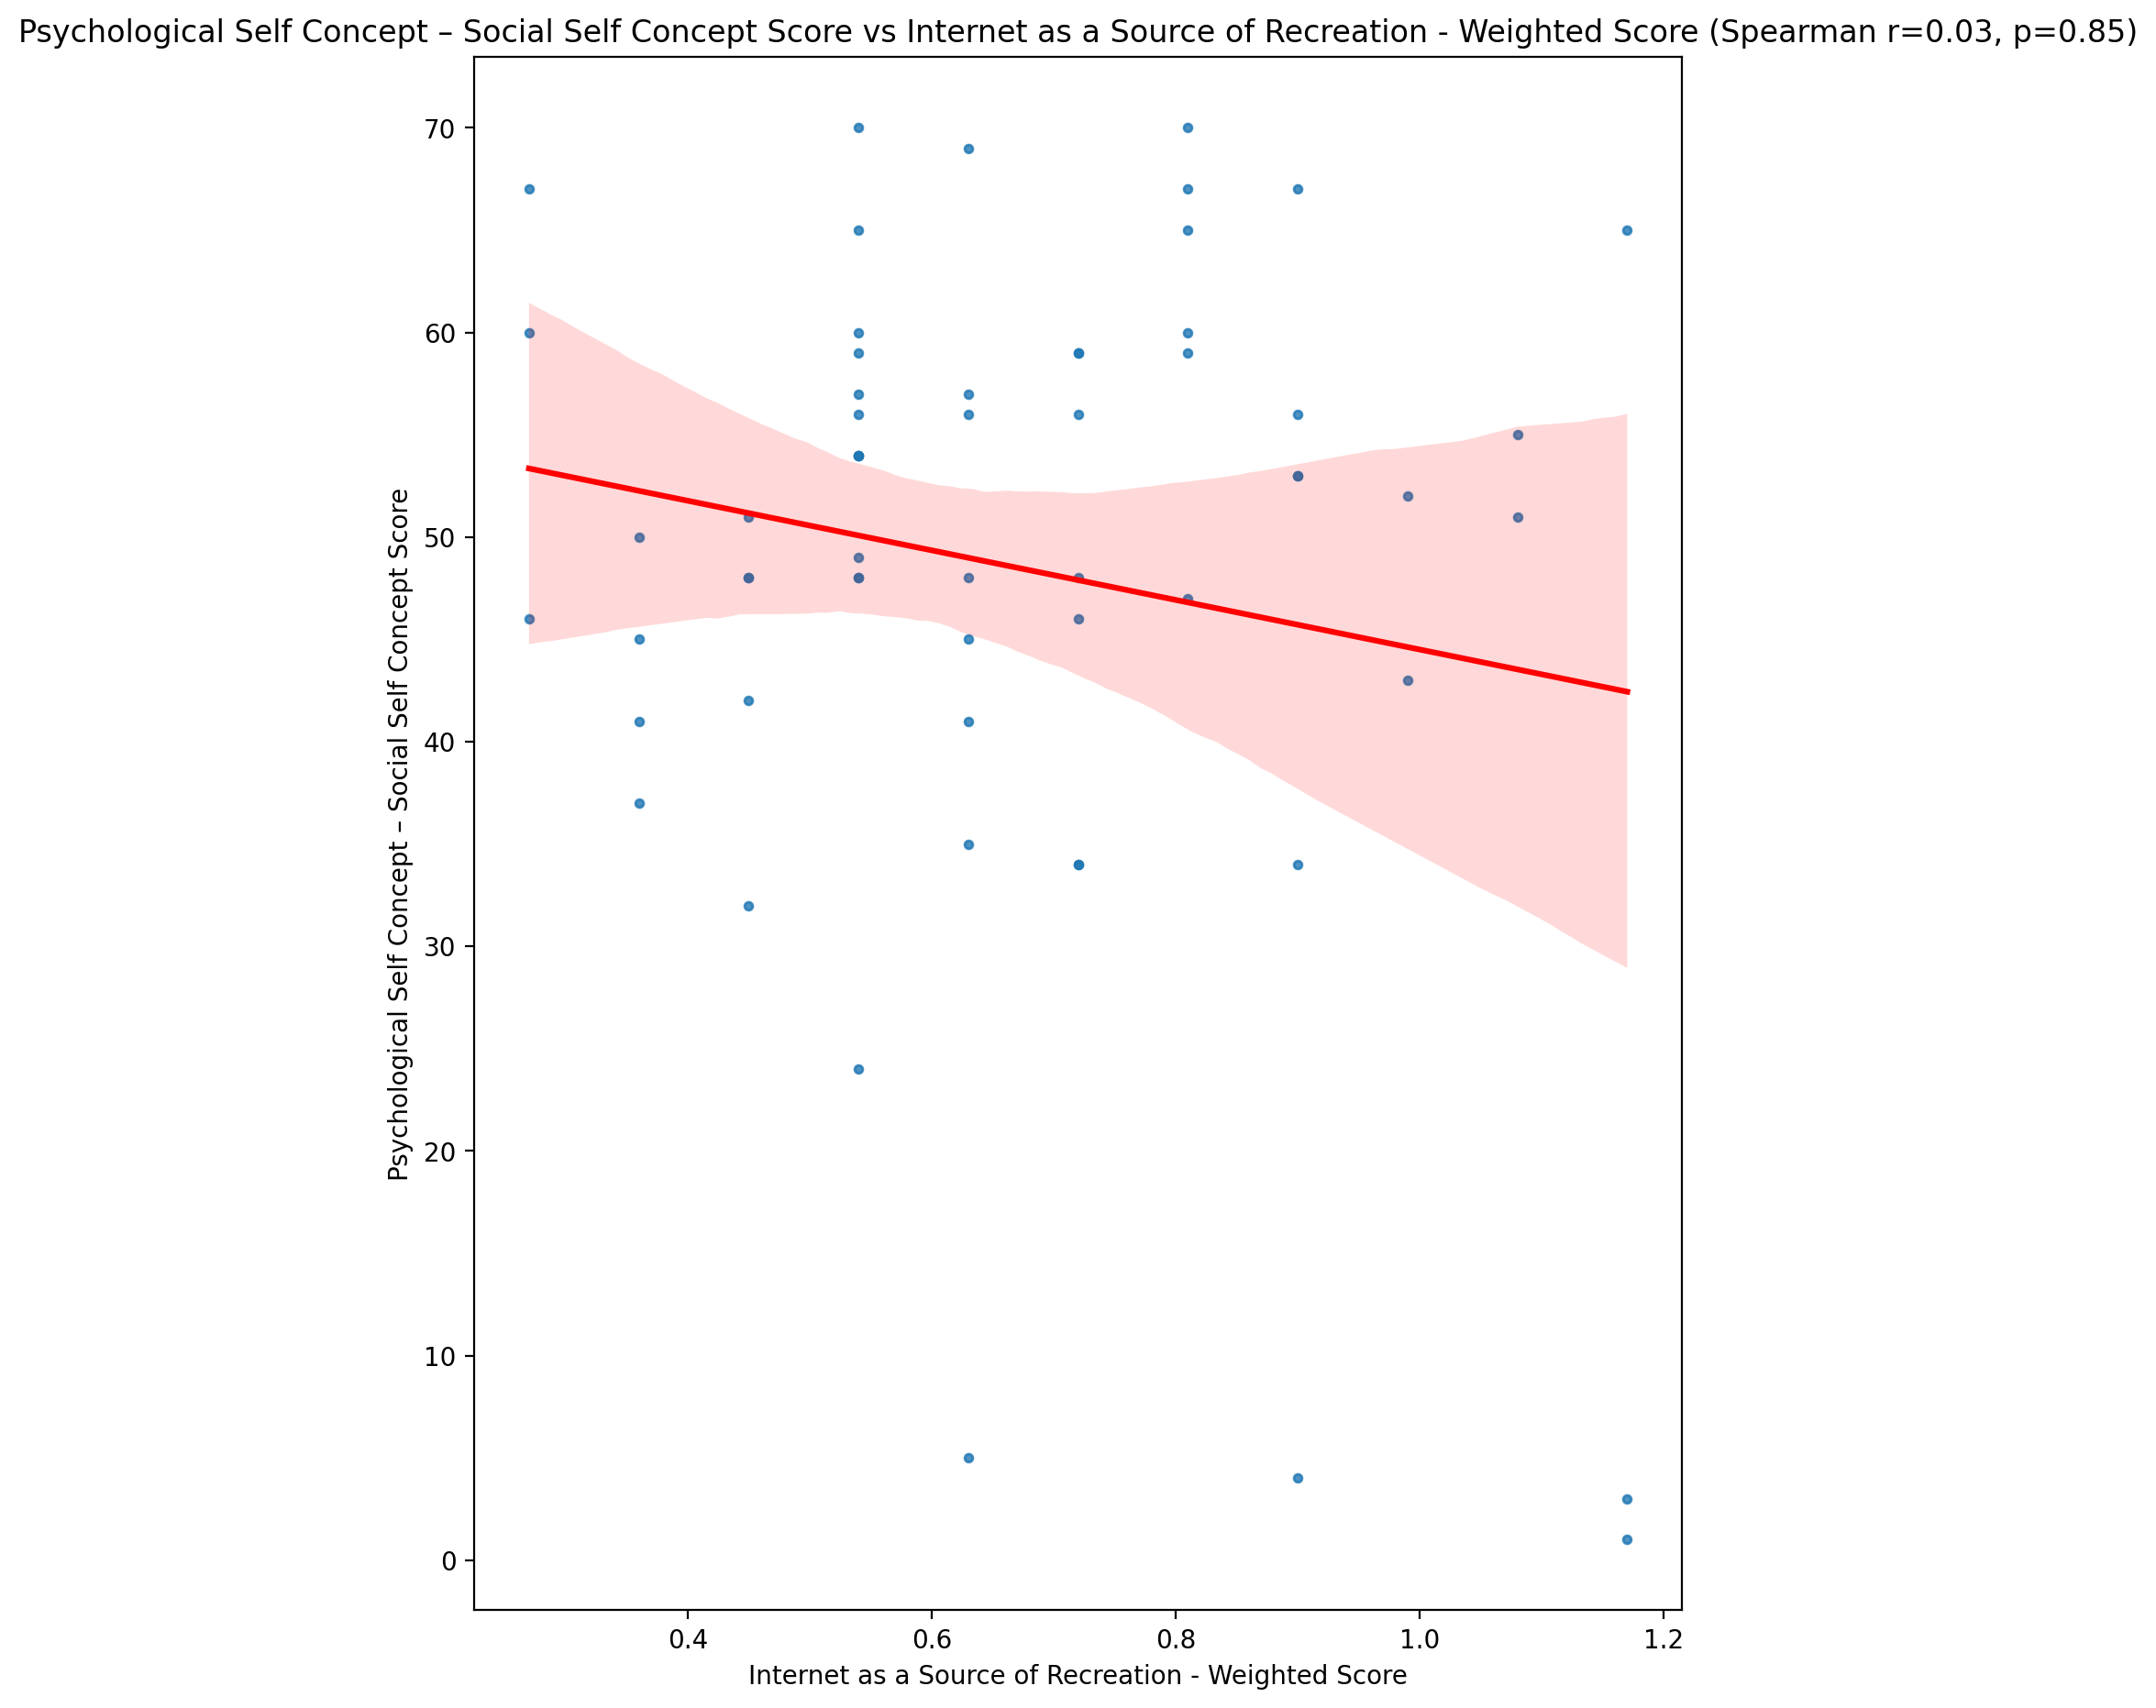 Psychological Self Concept – Social Self Concept Score vs Internet as a Source of Recreation - Weighted Score (Spearman r=0.03, p=0.85)
Psychological Self Concept – Social Self Concept Score
70
60
50
40
30
20
10
0
0.4 0.6 0.8 1.0 1.2
Internet as a Source of Recreation - Weighted Score